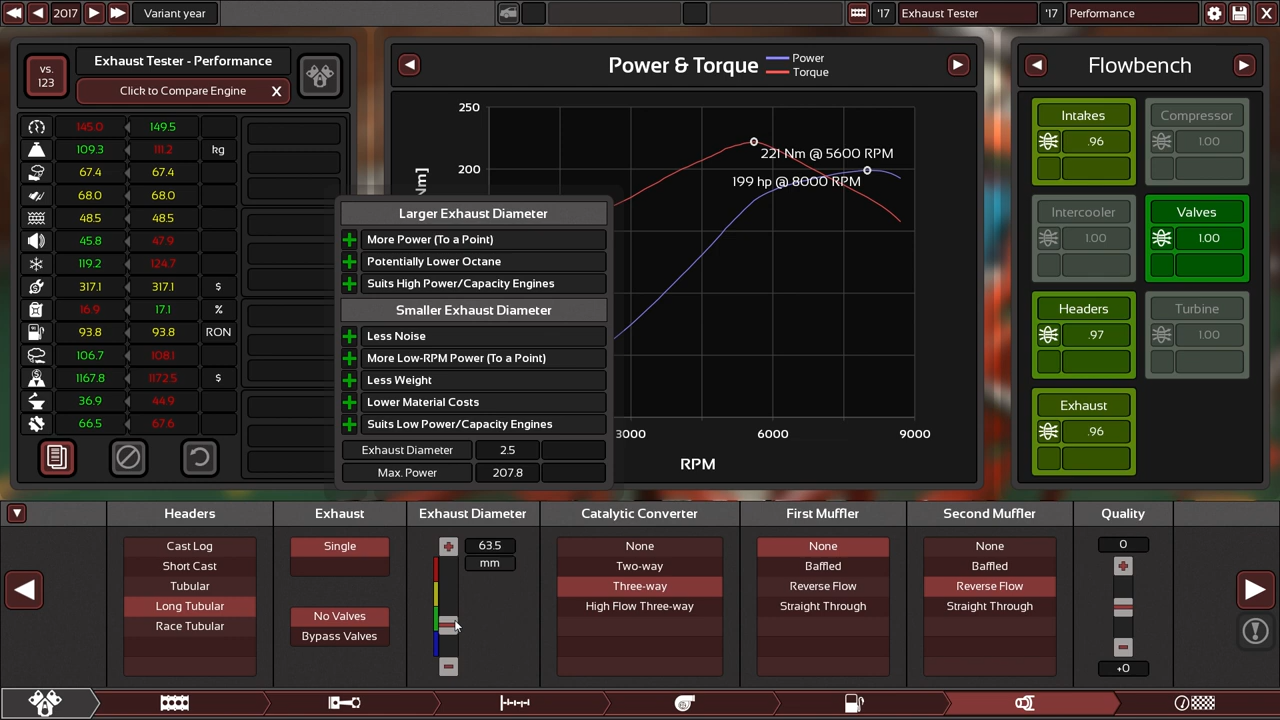 2017
Variant year
'17
Exhaust Tester
'17
Performance
vs.
123
Exhaust Tester - Performance
Click to Compare Engine X
145.0 149.5
109.3 111.2 kg
67.4 67.4
68.0 68.0
48.5 48.5
45.8 47.9
119.2 124.7
317.1 317.1 $
16.9 17.1 %
93.8 93.8 RON
106.7 108.1
1167.8 1172.5 $
36.9 44.9
66.5 67.6
Power & Torque
Power
Torque
250
200
Nm]
221 Nm @ 5600 RPM
199 hp @ 8000 RPM
3000
6000
9000
RPM
Larger Exhaust Diameter
More Power (To a Point)
Potentially Lower Octane
Suits High Power/Capacity Engines
Smaller Exhaust Diameter
Less Noise
More Low-RPM Power (To a Point)
Less Weight
Lower Material Costs
Suits Low Power/Capacity Engines
Exhaust Diameter 2.5
Max. Power 207.8
Flowbench
Intakes
.96
Compressor
1.00
Intercooler
1.00
Valves
1.00
Headers
.97
Turbine
1.00
Exhaust
.96
Headers
Cast Log
Short Cast
Tubular
Long Tubular
Race Tubular
Exhaust
Single
No Valves
Bypass Valves
Exhaust Diameter
63.5
mm
Catalytic Converter
None
Two-way
Three-way
High Flow Three-way
First Muffler
None
Baffled
Reverse Flow
Straight Through
Second Muffler
None
Baffled
Reverse Flow
Straight Through
Quality
0
+0